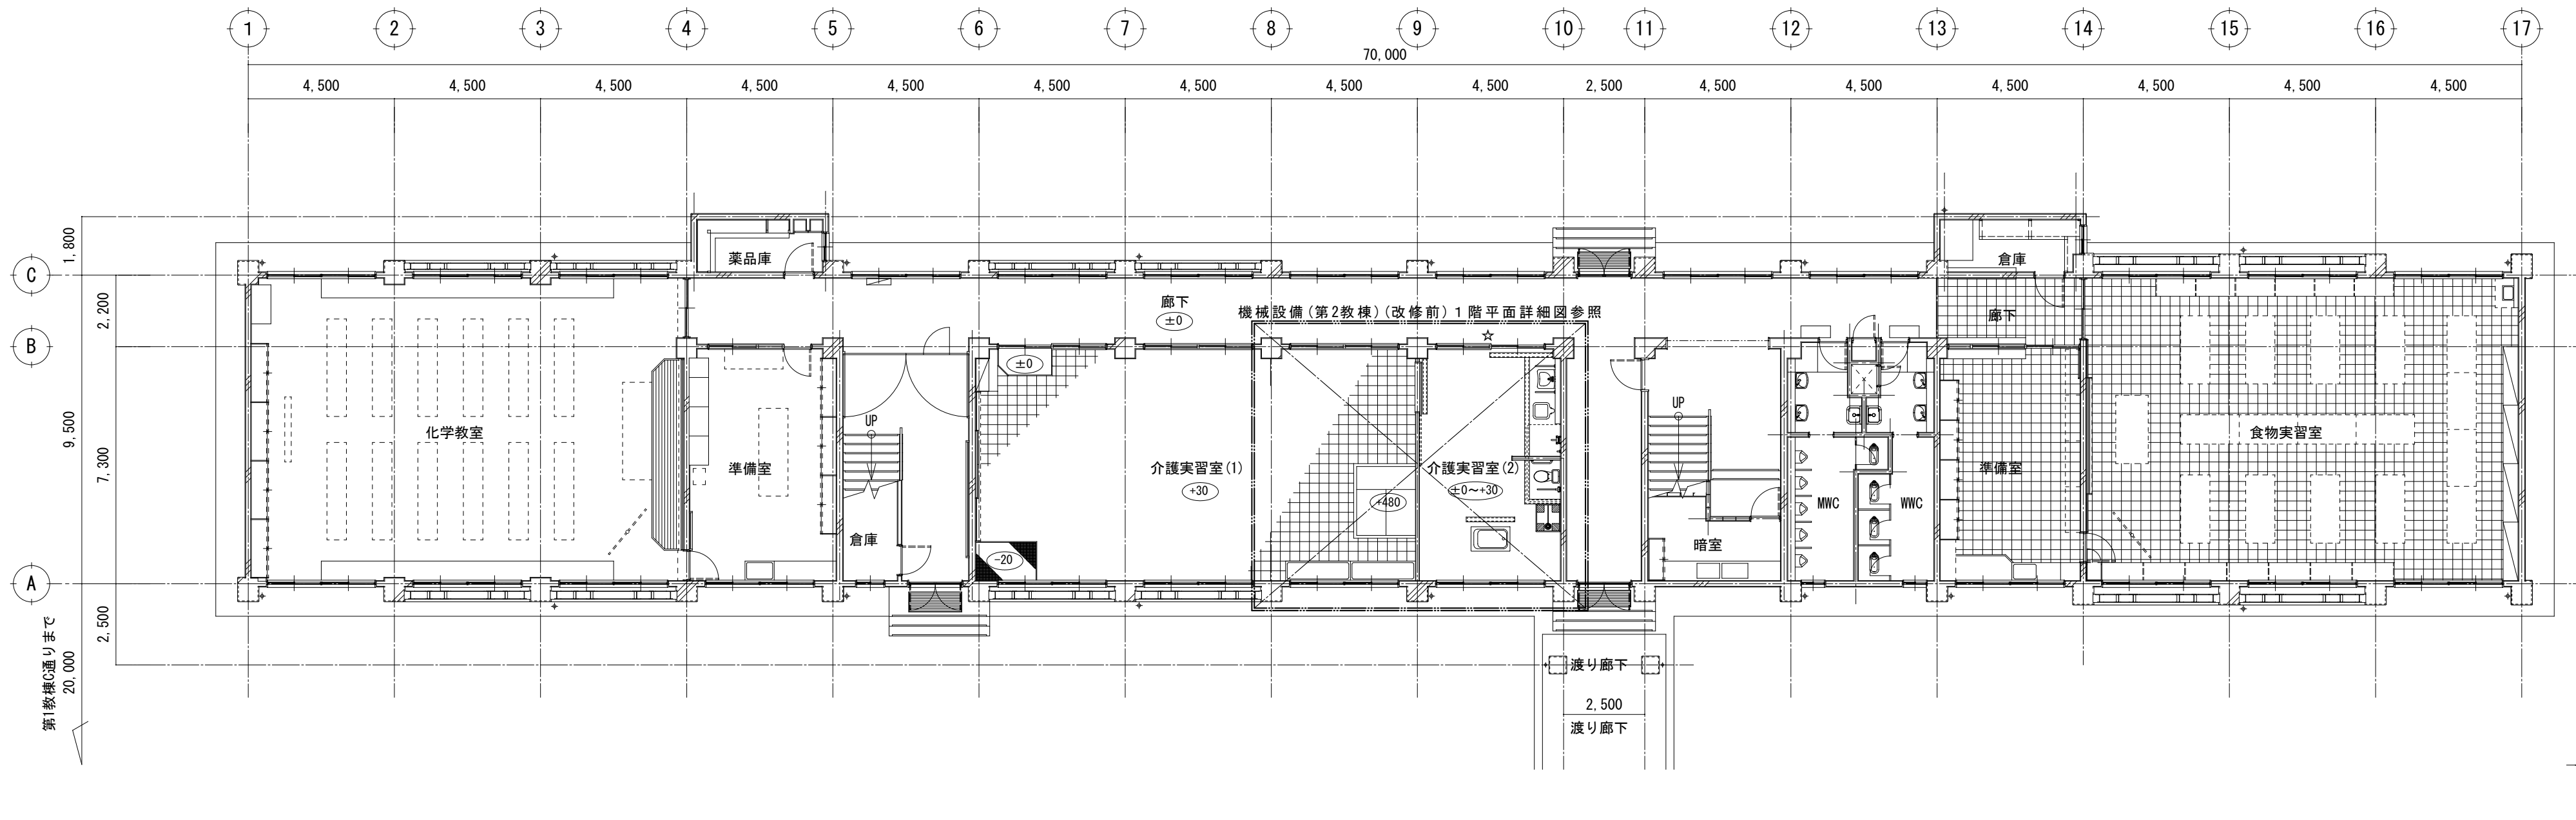 1 2 3 4 5 6 7 8 9 10 11 12 13 14 15 16 17
70,000
4,500 4,500 4,500 4,500 4,500 4,500 4,500 4,500 4,500 2,500 4,500 4,500 4,500 4,500 4,500 4,500
1,800
C
2,200
B
9,500
7,300
A
2,500
第1教棟C通りまで
20,000
薬品庫
倉庫
廊下
±0
機械設備(第2教棟)(改修前)1階平面詳細図参照
☆
廊下
±0
UP
UP
化学教室
準備室
介護実習室(1)
+30
介護実習室(2)
±0～+30
+480
準備室
食物実習室
MWC
WWC
倉庫
暗室
-20
渡り廊下
2,500
渡り廊下